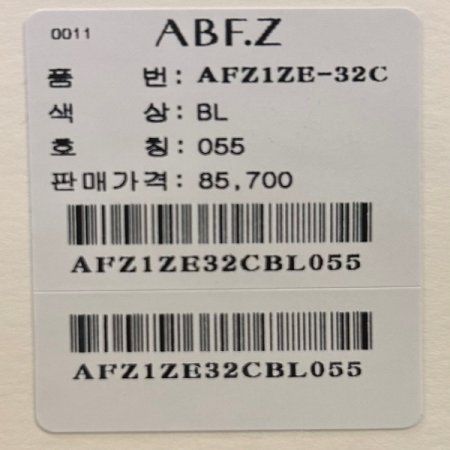 0011 ABF.Z
품 번: AFZ1ZE-32C
색 상: BL
호 칭: 055
판매가격: 85,700
AFZ1ZE32CBL055
AFZ1ZE32CBL055